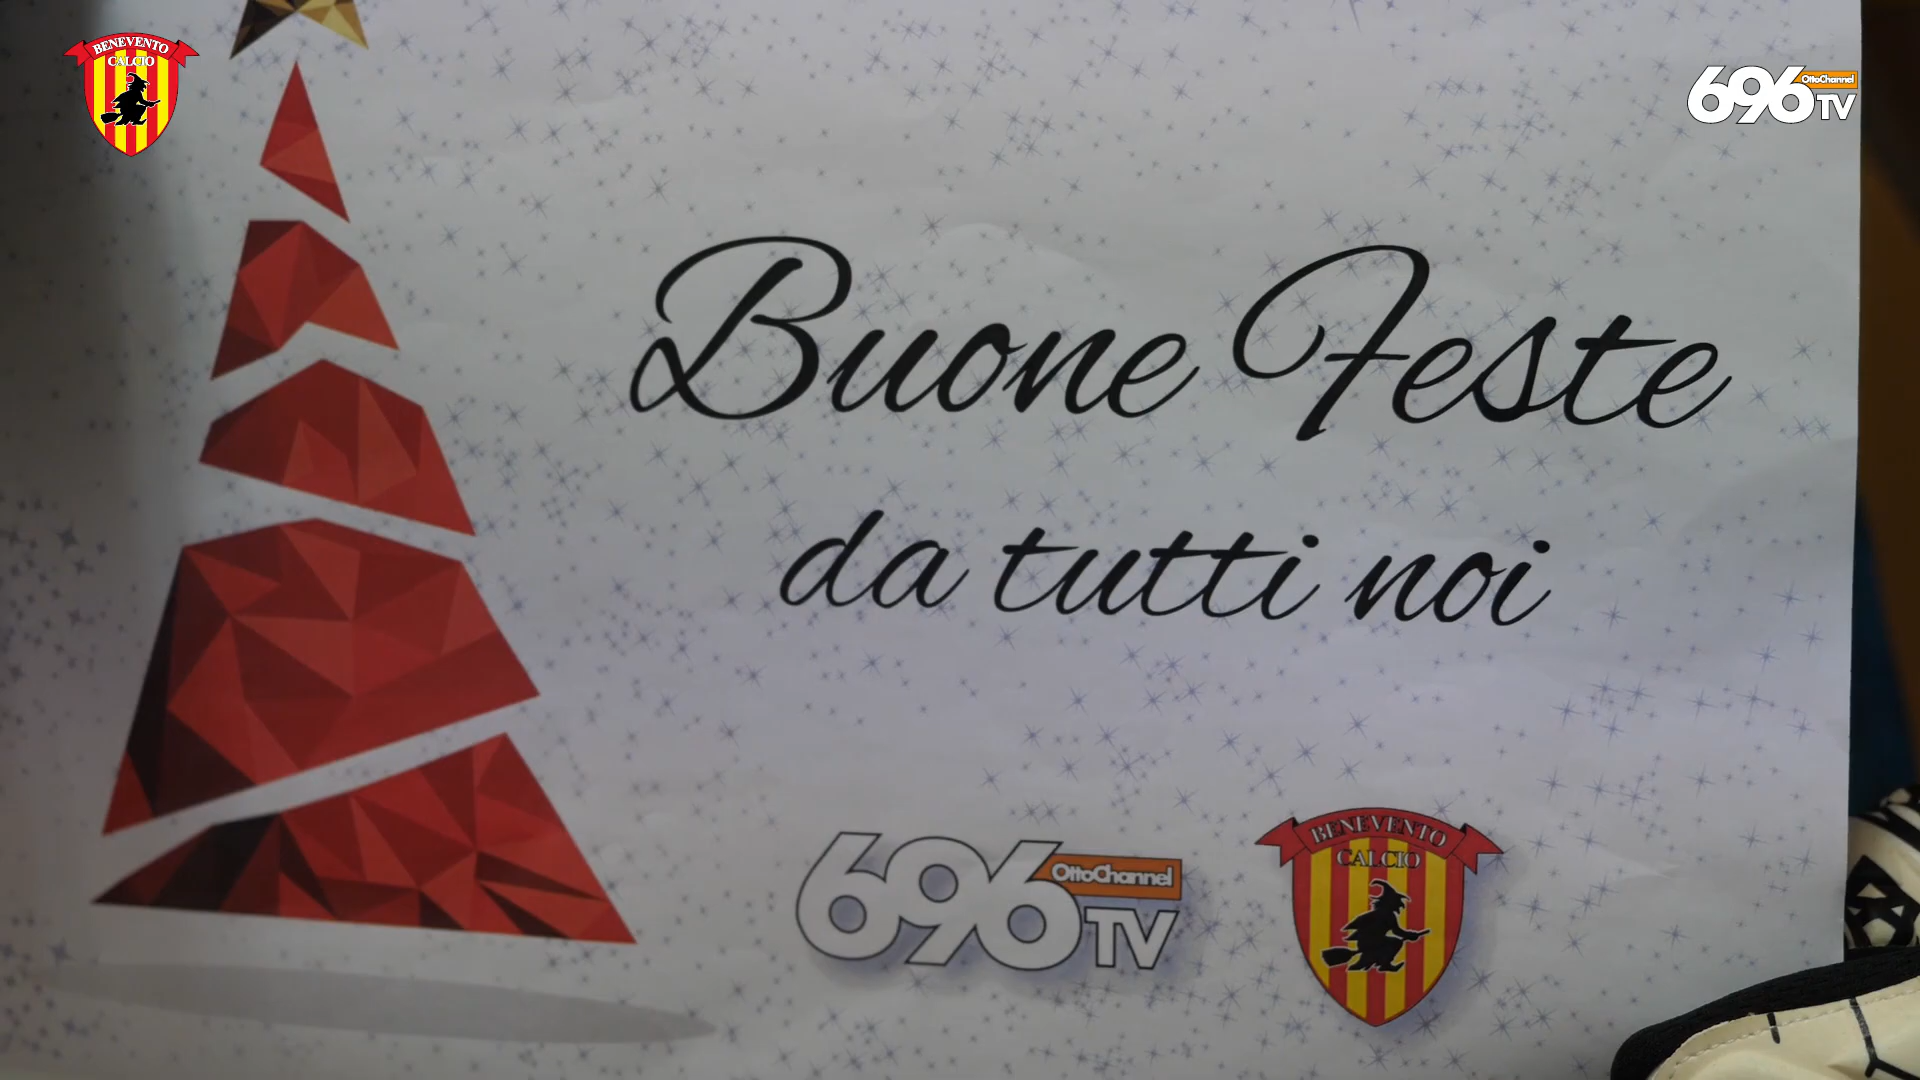 BENEVENTO
CALCIO
696 OttoChannel
TV
Buone Feste
da tutti noi
696 OttoChannel
TV
BENEVENTO
CALCIO